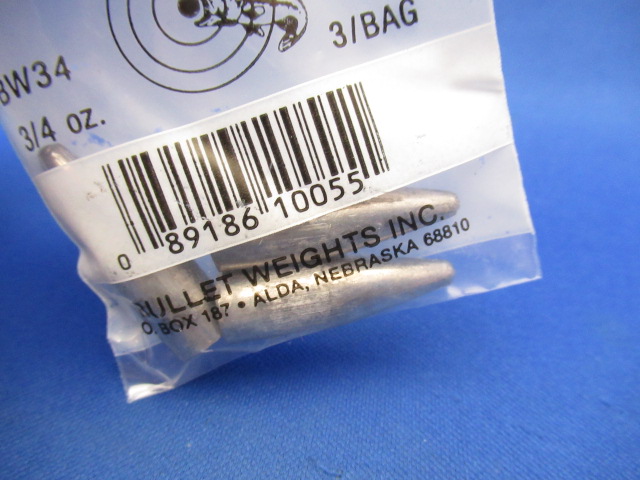 BW34
3/BAG
3/4 oz.
0 89186 10055
BULLET WEIGHTS INC.
P.O. BOX 187 • ALDA, NEBRASKA 68810